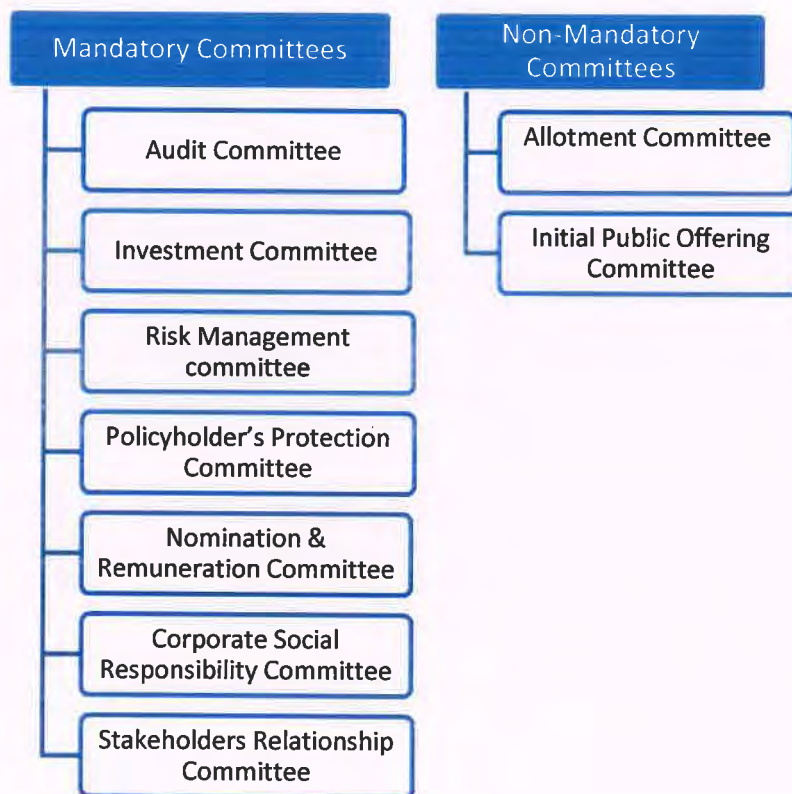 Mandatory Committees
Audit Committee
Investment Committee
Risk Management
committee
Policyholder's Protection
Committee
Nomination &
Remuneration Committee
Corporate Social
Responsibility Committee
Stakeholders Relationship
Committee
Non-Mandatory
Committees
Allotment Committee
Initial Public Offering
Committee